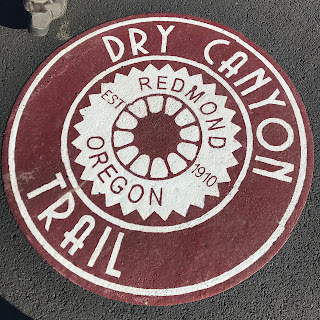 DRY CANYON
TRAIL
REDMOND
OREGON
EST
1910